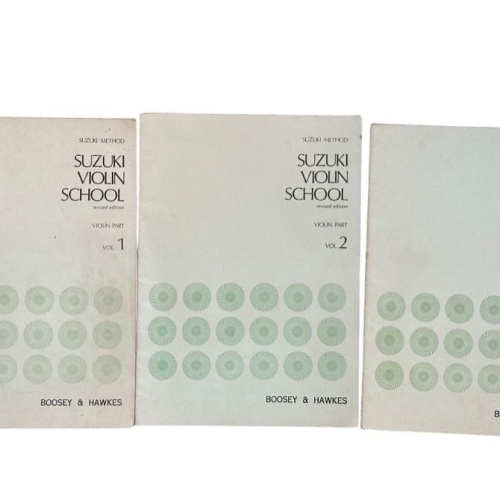 SUZUKI METHOD
SUZUKI
VIOLIN
SCHOOL
revised edition
VIOLIN PART
VOL. 1
BOOSEY & HAWKES
SUZUKI METHOD
SUZUKI
VIOLIN
SCHOOL
revised edition
VIOLIN PART
VOL. 2
BOOSEY & HAWKES